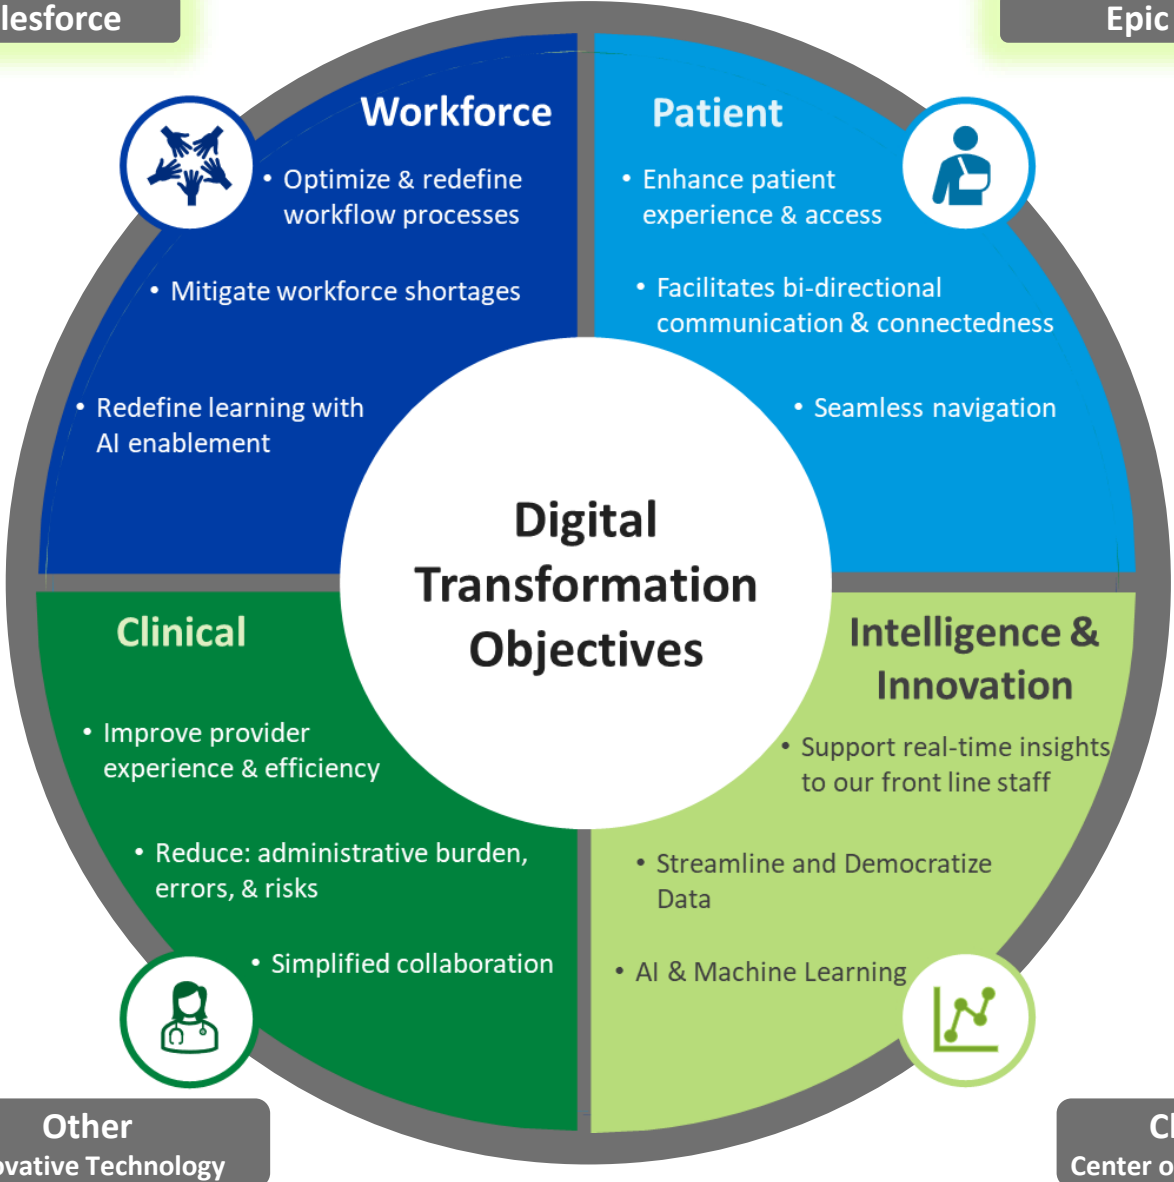 Epic
Workforce
• Optimize & redefine
workflow processes
• Mitigate workforce shortages
• Redefine learning with
AI enablement
Patient
• Enhance patient
experience & access
• Facilitates bi-directional
communication & connectedness
• Seamless navigation
Digital
Transformation
Objectives
Clinical
• Improve provider
experience & efficiency
• Reduce: administrative burden,
errors, & risks
• Simplified collaboration
Intelligence &
Innovation
• Support real-time insights
to our front line staff
• Streamline and Democratize
Data
• AI & Machine Learning
Other
Technology
Center